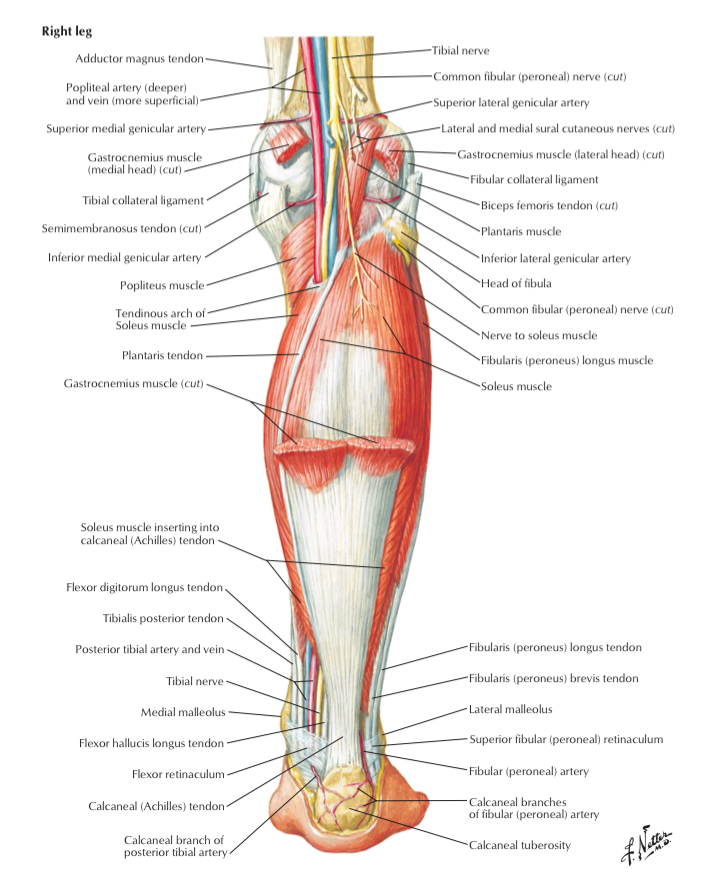 Right leg
Adductor magnus tendon
Popliteal artery (deeper)
and vein (more superficial)
Superior medial genicular artery
Gastrocnemius muscle
(medial head) (cut)
Tibial collateral ligament
Semimembranosus tendon (cut)
Inferior medial genicular artery
Popliteus muscle
Tendinous arch of
Soleus muscle
Plantaris tendon
Gastrocnemius muscle (cut)
Soleus muscle inserting into
calcaneal (Achilles) tendon
Flexor digitorum longus tendon
Tibialis posterior tendon
Posterior tibial artery and vein
Tibial nerve
Medial malleolus
Flexor hallucis longus tendon
Flexor retinaculum
Calcaneal (Achilles) tendon
Calcaneal branch of
posterior tibial artery
Tibial nerve
Common fibular (peroneal) nerve (cut)
Superior lateral genicular artery
Lateral and medial sural cutaneous nerves (cut)
Gastrocnemius muscle (lateral head) (cut)
Fibular collateral ligament
Biceps femoris tendon (cut)
Plantaris muscle
Inferior lateral genicular artery
Head of fibula
Common fibular (peroneal) nerve (cut)
Nerve to soleus muscle
Fibularis (peroneus) longus muscle
Soleus muscle
Fibularis (peroneus) longus tendon
Fibularis (peroneus) brevis tendon
Lateral malleolus
Superior fibular (peroneal) retinaculum
Fibular (peroneal) artery
Calcaneal branches
of fibular (peroneal) artery
Calcaneal tuberosity
F. Netter
M.D.